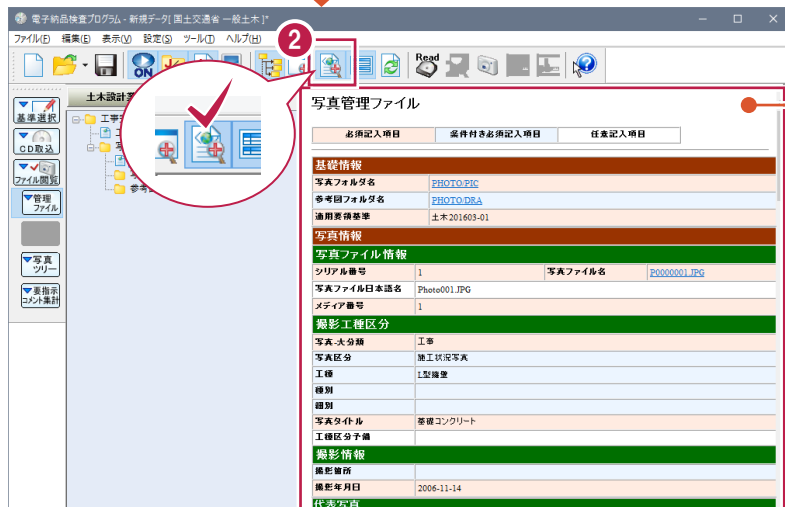 電子納品検査プログラム - 新規データ[ 国土交通省 一般土木 ]*
ファイル(F) 編集(E) 表示(V) 設定(S) ツール(T) ヘルプ(H)
2
ON
Read
基準選択
CD取込
ファイル閲覧
管理
ファイル
写真
ツリー
要指示
コメント集計
土木設計
工事
参考
写真管理ファイル
必須記入項目 条件付き必須記入項目 任意記入項目
基礎情報
写真フォルダ名 PHOTO/PIC
参考図フォルダ名 PHOTO/DRA
適用要領基準 土木201603-01
写真情報
写真ファイル情報
シリアル番号 1 写真ファイル名 P0000001.JPG
写真ファイル日本語名 Photo001.JPG
メディア番号 1
撮影工種区分
写真-大分類 工事
写真区分 施工状況写真
工種 L型擁壁
種別
細別
写真タイトル 基礎コンクリート
工種区分予備
撮影情報
撮影箇所
撮影年月日 2006-11-14
代表写真